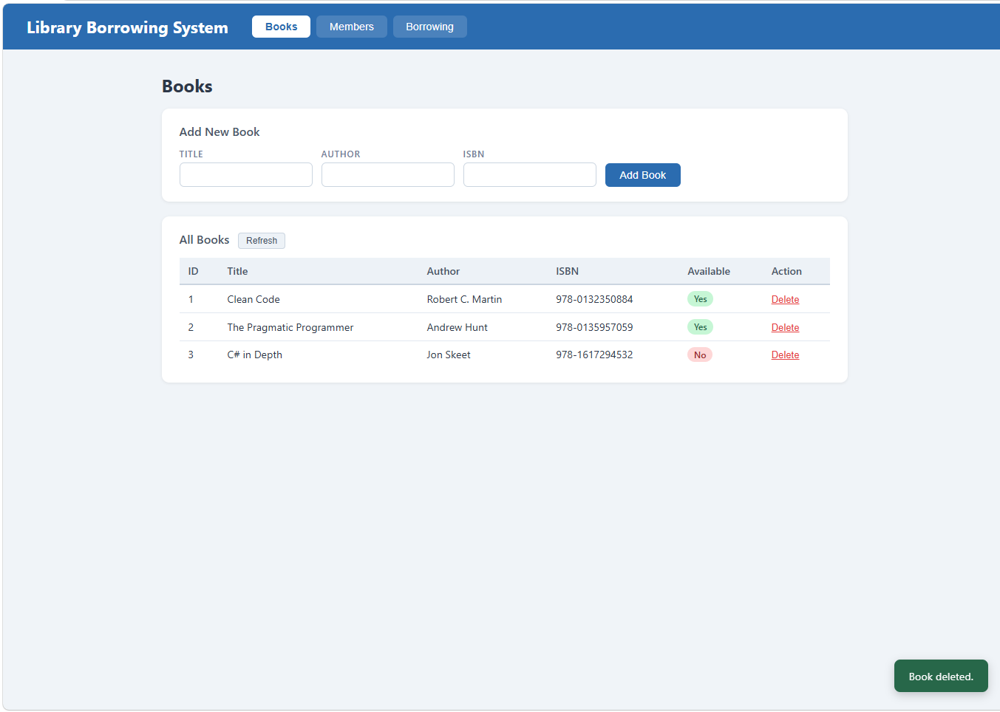 Library Borrowing System Books Members Borrowing
Books
Add New Book
TITLE AUTHOR ISBN
Add Book
All Books Refresh
ID Title Author ISBN Available Action
1 Clean Code Robert C. Martin 978-0132350884 Yes Delete
2 The Pragmatic Programmer Andrew Hunt 978-0135957059 Yes Delete
3 C# in Depth Jon Skeet 978-1617294532 No Delete
Book deleted.